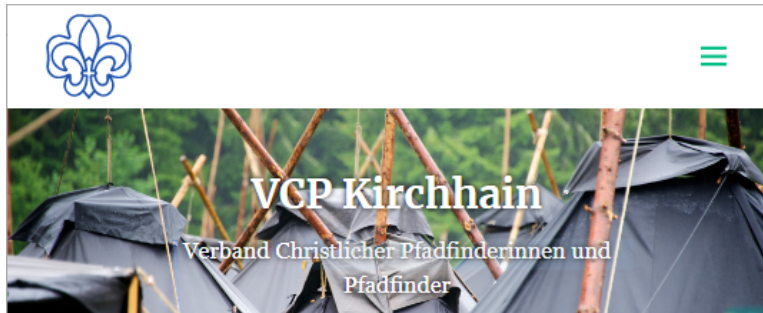 VCP Kirchhain
Verband Christlicher Pfadfinderinnen und
Pfadfinder